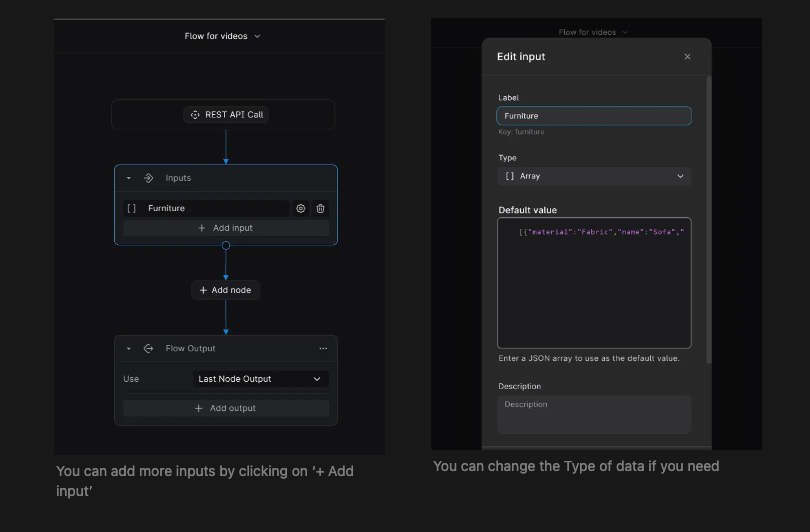 Flow for videos
REST API Call
Inputs
[ ] Furniture
+ Add input
+ Add node
Flow Output
Use
Last Node Output
+ Add output
You can add more inputs by clicking on ‘+ Add
input’
Flow for videos
Edit input
Label
Furniture
Key: furniture
Type
[ ] Array
Default value
[{"material":"Fabric","name":"Sofa","
Enter a JSON array to use as the default value.
Description
Description
You can change the Type of data if you need